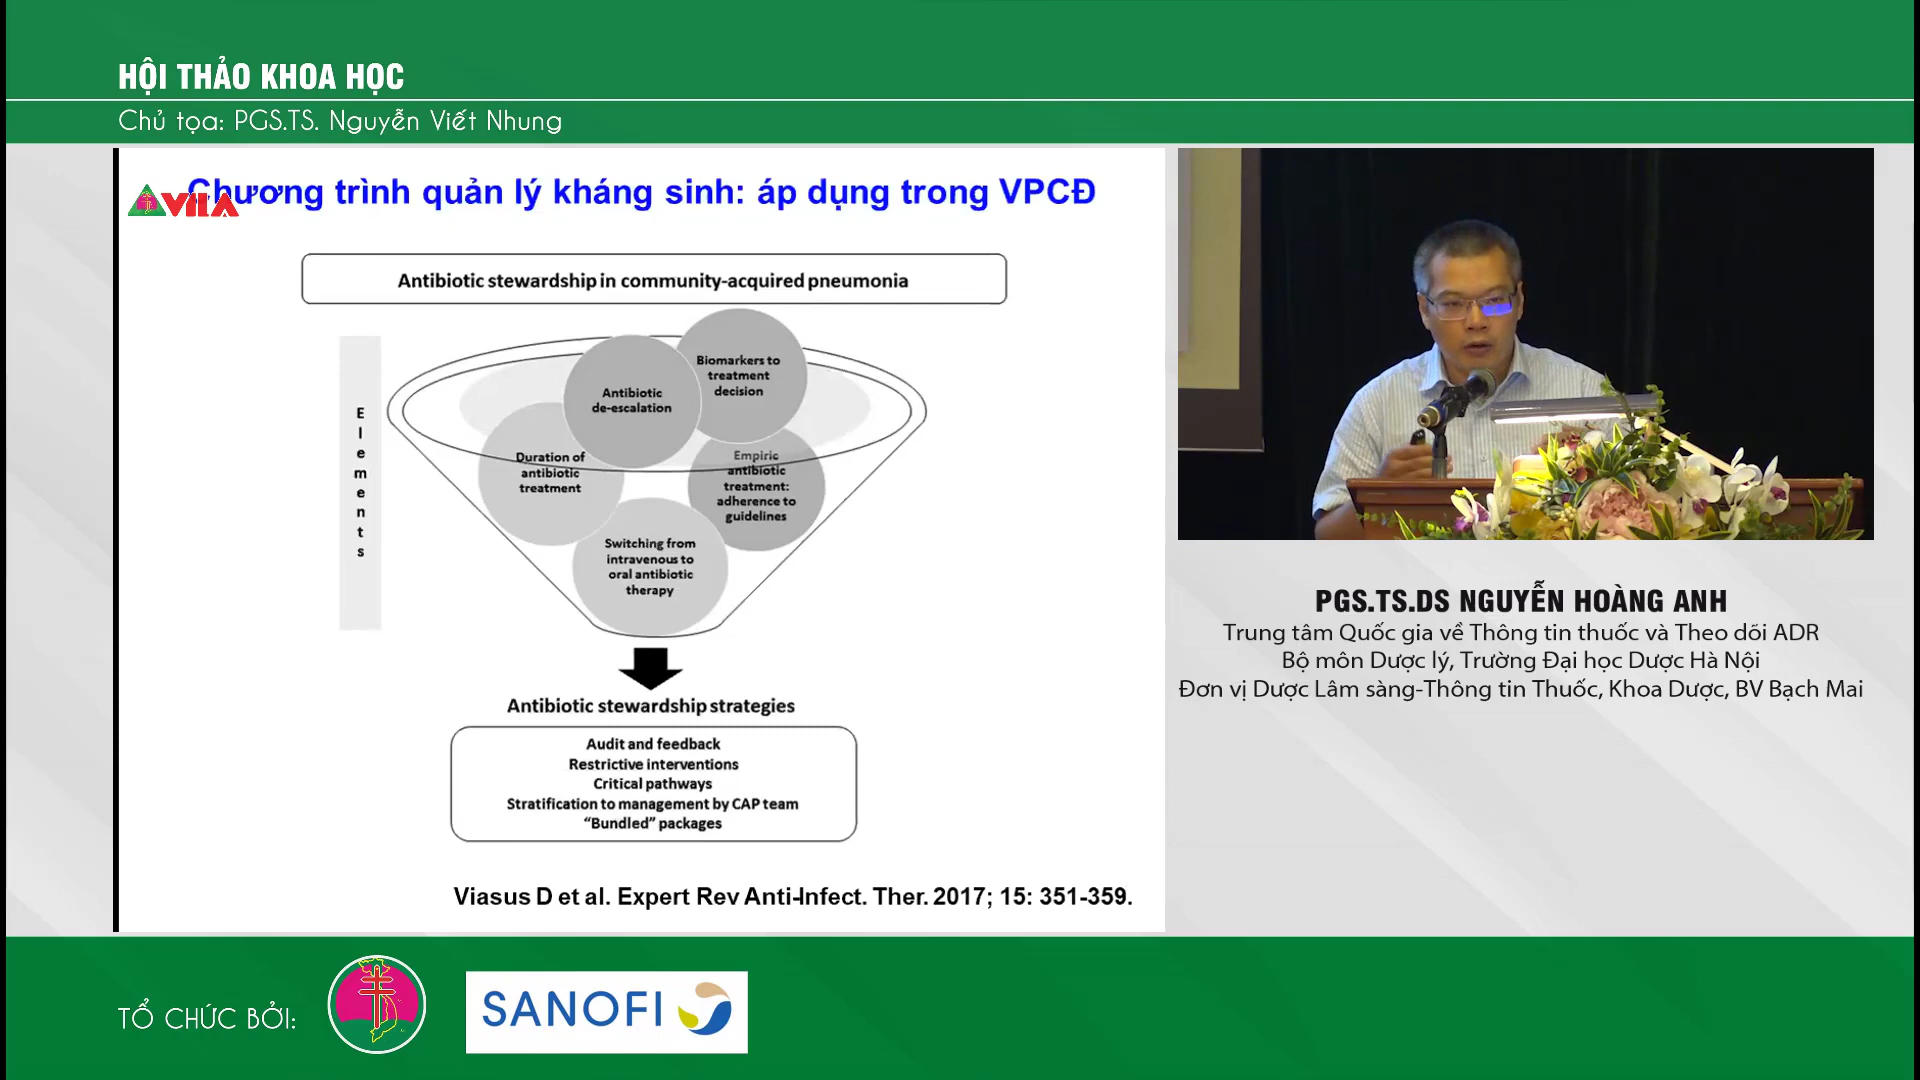 HỘI THẢO KHOA HỌC
Chủ tọa: PGS.TS. Nguyễn Viết Nhung
Chương trình quản lý kháng sinh: áp dụng trong VPCĐ
Antibiotic stewardship in community-acquired pneumonia
Elements
Biomarkers to
treatment
decision
Antibiotic
de-escalation
Duration of
antibiotic
treatment
Empiric
antibiotic
treatment:
adherence to
guidelines
Switching from
intravenous to
oral antibiotic
therapy
Antibiotic stewardship strategies
Audit and feedback
Restrictive interventions
Critical pathways
Stratification to management by CAP team
“Bundled” packages
Viasus D et al. Expert Rev Anti-Infect. Ther. 2017; 15: 351-359.
PGS.TS.DS NGUYỄN HOÀNG ANH
Trung tâm Quốc gia về Thông tin thuốc và Theo dõi ADR
Bộ môn Dược lý, Trường Đại học Dược Hà Nội
Đơn vị Dược Lâm sàng-Thông tin Thuốc, Khoa Dược, BV Bạch Mai
TỔ CHỨC BỞI:
SANOFI